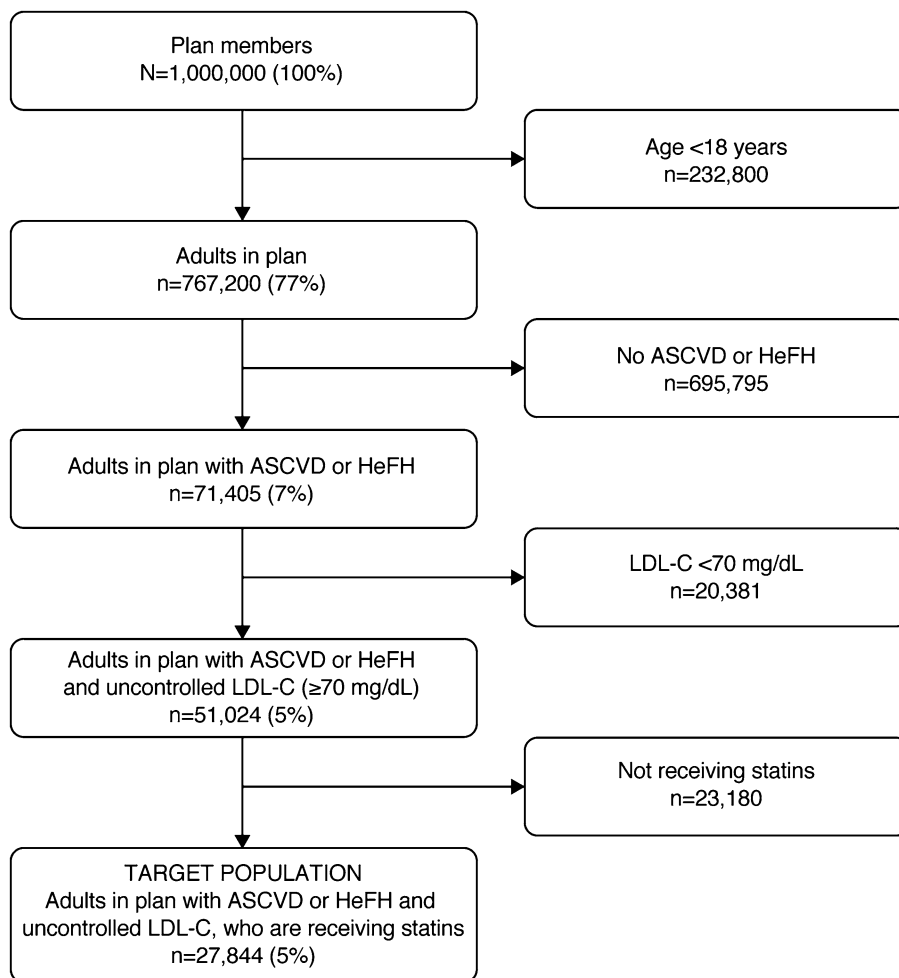 Plan members
N=1,000,000 (100%)
Age <18 years
n=232,800
Adults in plan
n=767,200 (77%)
No ASCVD or HeFH
n=695,795
Adults in plan with ASCVD or HeFH
n=71,405 (7%)
LDL-C <70 mg/dL
n=20,381
Adults in plan with ASCVD or HeFH
and uncontrolled LDL-C (≥70 mg/dL)
n=51,024 (5%)
Not receiving statins
n=23,180
TARGET POPULATION
Adults in plan with ASCVD or HeFH and
uncontrolled LDL-C, who are receiving statins
n=27,844 (5%)